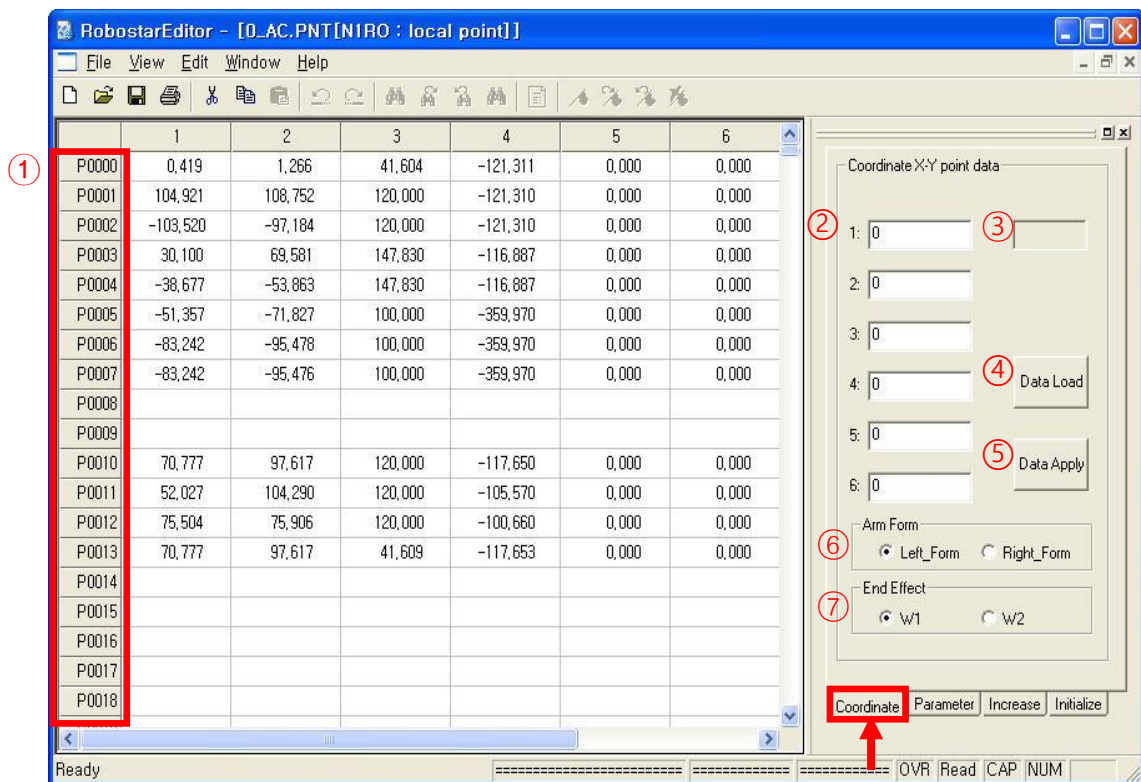 RobostarEditor - [0_AC.PNT[N1RO : local point]]
File View Edit Window Help
1 2 3 4 5 6
①
P0000 0,419 1,266 41,604 -121,311 0,000 0,000
P0001 104,921 108,752 120,000 -121,310 0,000 0,000
P0002 -103,520 -97,184 120,000 -121,310 0,000 0,000
P0003 30,100 69,581 147,830 -116,887 0,000 0,000
P0004 -38,677 -53,863 147,830 -116,887 0,000 0,000
P0005 -51,357 -71,827 100,000 -359,970 0,000 0,000
P0006 -83,242 -95,478 100,000 -359,970 0,000 0,000
P0007 -83,242 -95,476 100,000 -359,970 0,000 0,000
P0008
P0009
P0010 70,777 97,617 120,000 -117,650 0,000 0,000
P0011 52,027 104,290 120,000 -105,570 0,000 0,000
P0012 75,504 75,906 120,000 -100,660 0,000 0,000
P0013 70,777 97,617 41,609 -117,653 0,000 0,000
P0014
P0015
P0016
P0017
P0018
Coordinate X-Y point data
② 1: 0 ③
2: 0
3: 0
4: 0 ④ Data Load
5: 0
⑤ Data Apply
6: 0
Arm Form
⑥ Left_Form Right_Form
End Effect
⑦ W1 W2
Coordinate Parameter Increase Initialize
Ready OVR Read CAP NUM